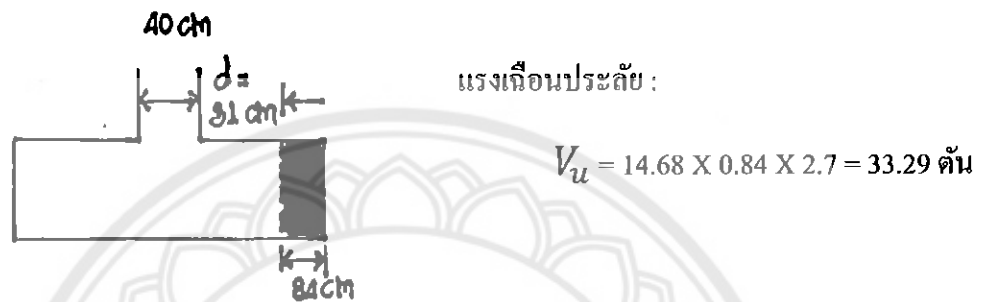 40 cm
d =
31 cm
แรงเฉือนประลัย :
V_u = 14.68 X 0.84 X 2.7 = 33.29 ตัน
84 cm